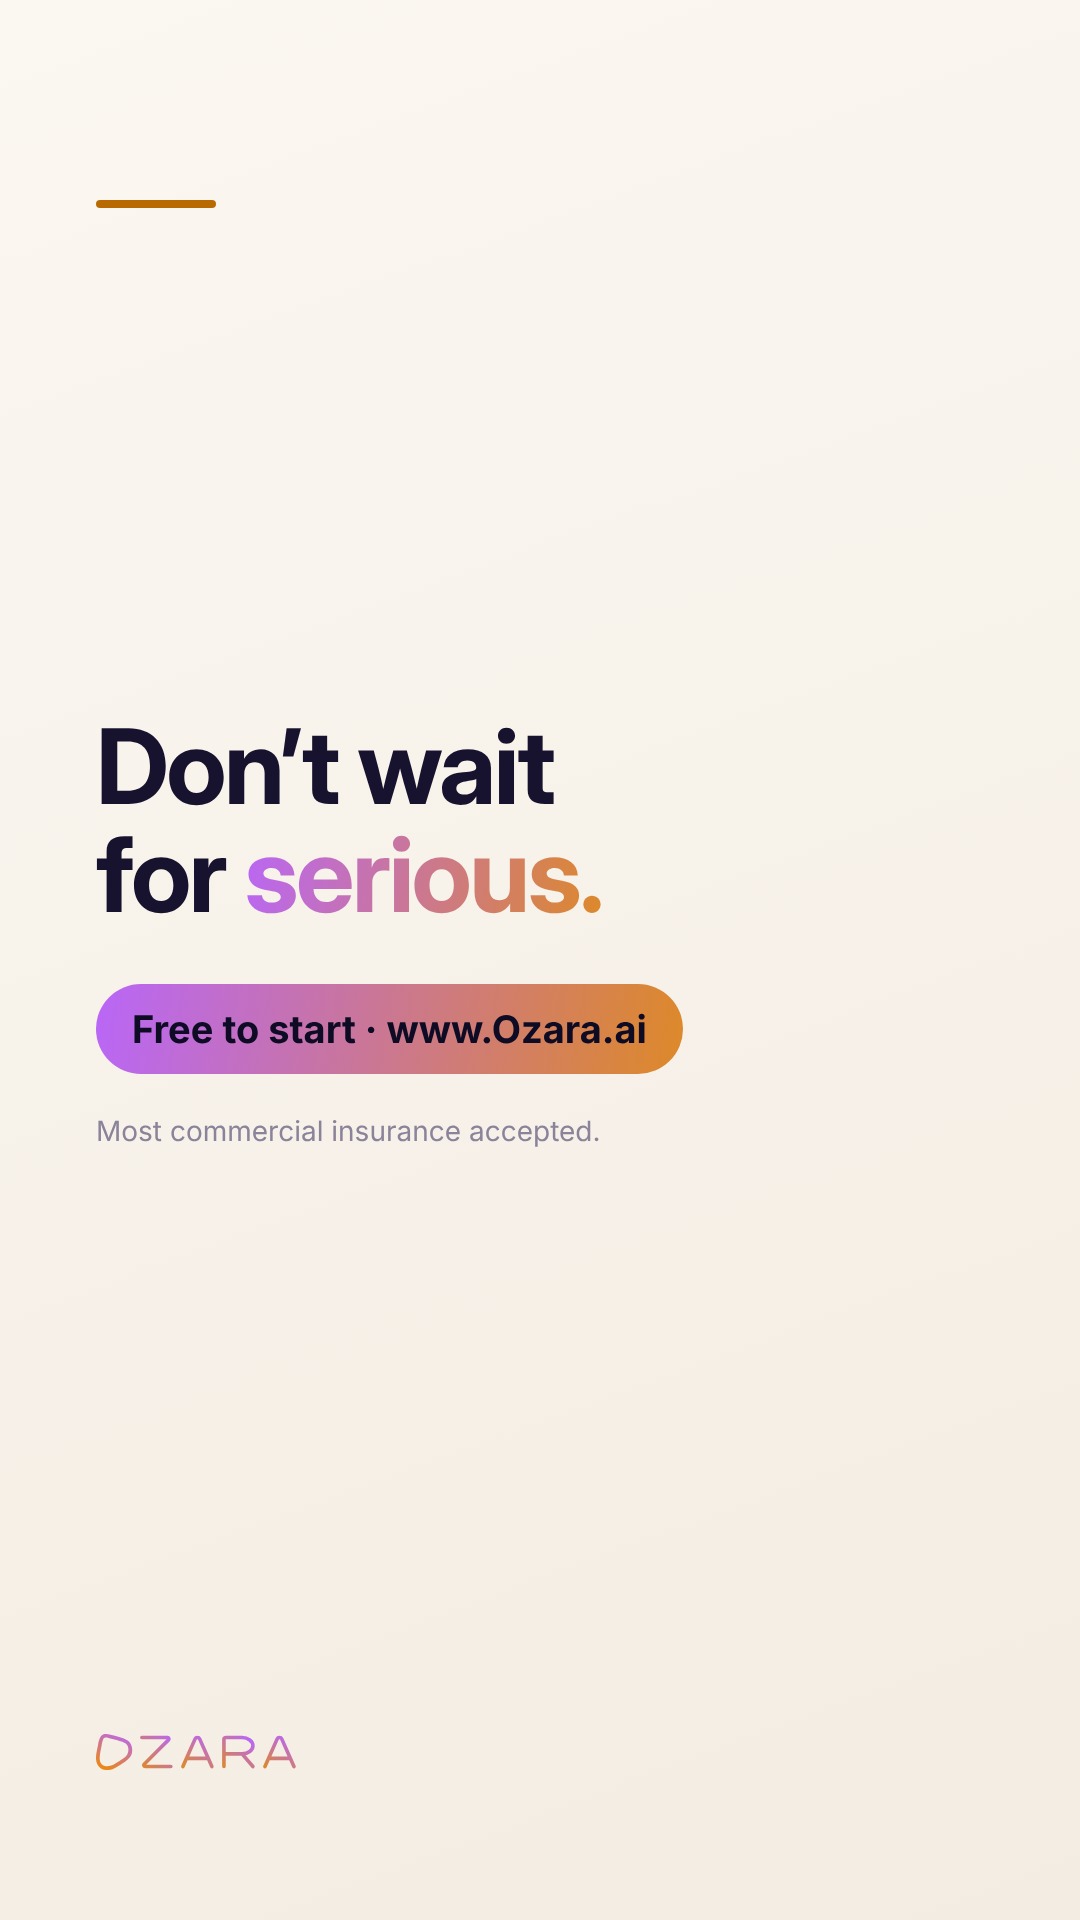 Don’t wait
for serious.
Free to start · www.Ozara.ai
Most commercial insurance accepted.
OZARA